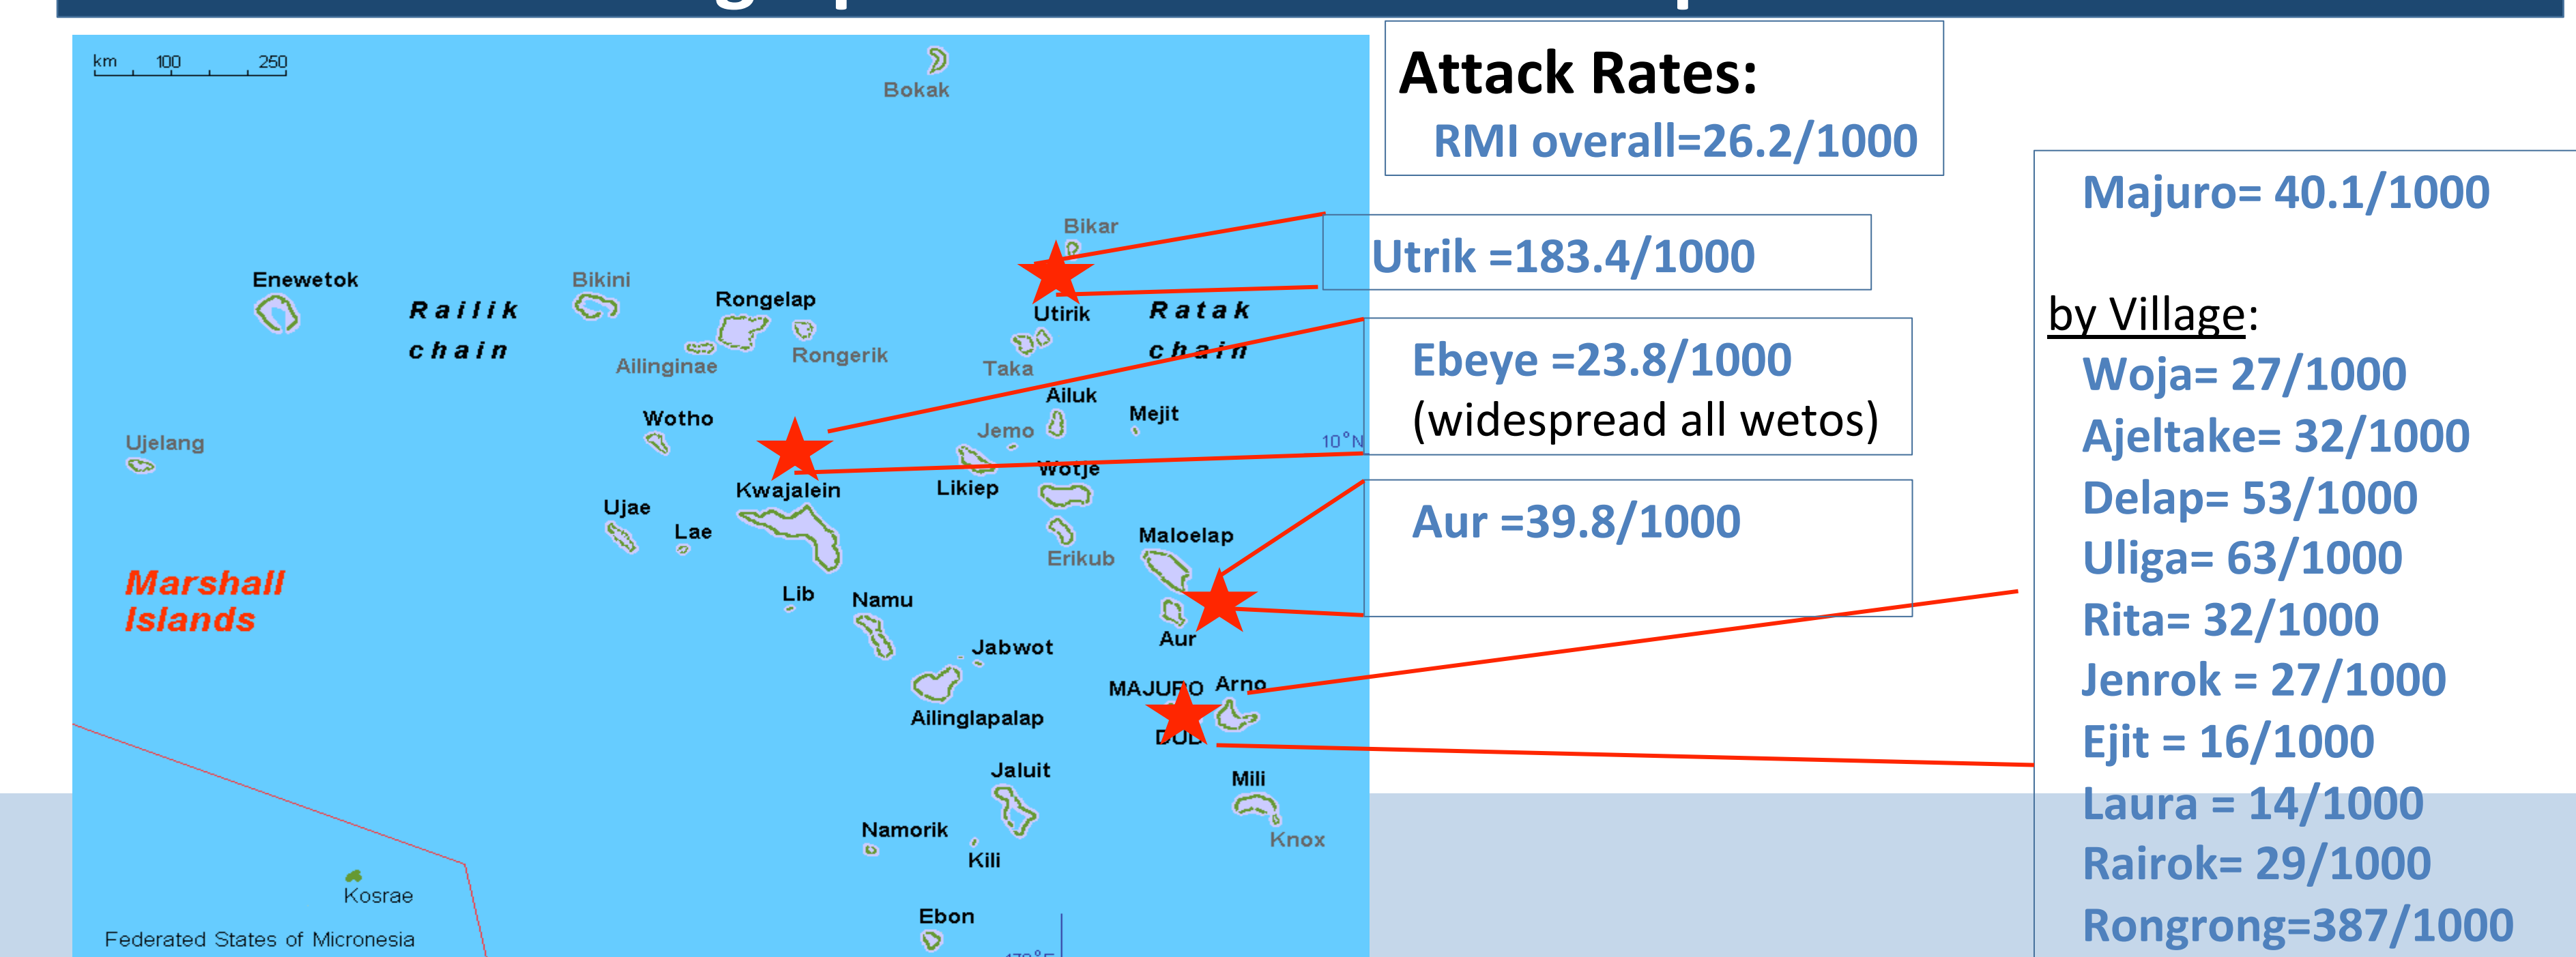 km 100 250
Bokak
Bikar
Enewetok
Bikini
Railik
chain
Rongelap
Rongerik
Ailinginae
Utirik
Ratak
chain
Taka
Ailuk
Mejit
Wotho
Jemo
Ujelang
10°N
Likiep
Wotje
Kwajalein
Ujae
Lae
Erikub
Maloelap
Marshall
Islands
Lib
Namu
Aur
Jabwot
MAJURO
Arno
DUD
Ailinglapalap
Jaluit
Mili
Knox
Namorik
Kili
Kosrae
Ebon
Federated States of Micronesia
Attack Rates:
RMI overall=26.2/1000
Utrik =183.4/1000
Ebeye =23.8/1000
(widespread all wetos)
Aur =39.8/1000
Majuro= 40.1/1000
by Village:
Woja= 27/1000
Ajeltake= 32/1000
Delap= 53/1000
Uliga= 63/1000
Rita= 32/1000
Jenrok = 27/1000
Ejit = 16/1000
Laura = 14/1000
Rairok= 29/1000
Rongrong=387/1000